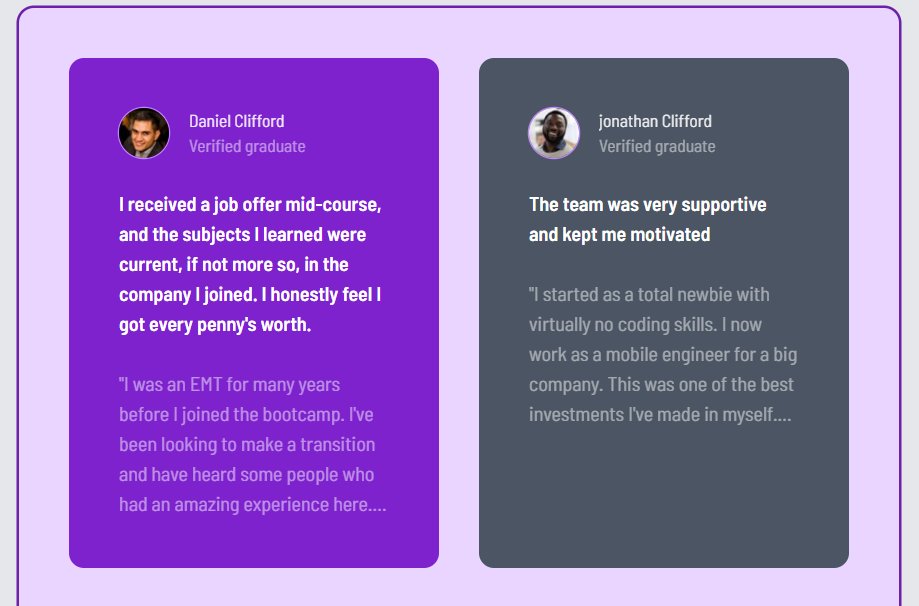 Daniel Clifford
Verified graduate
I received a job offer mid-course,
and the subjects I learned were
current, if not more so, in the
company I joined. I honestly feel I
got every penny's worth.
"I was an EMT for many years
before I joined the bootcamp. I've
been looking to make a transition
and have heard some people who
had an amazing experience here....
jonathan Clifford
Verified graduate
The team was very supportive
and kept me motivated
"I started as a total newbie with
virtually no coding skills. I now
work as a mobile engineer for a big
company. This was one of the best
investments I've made in myself....